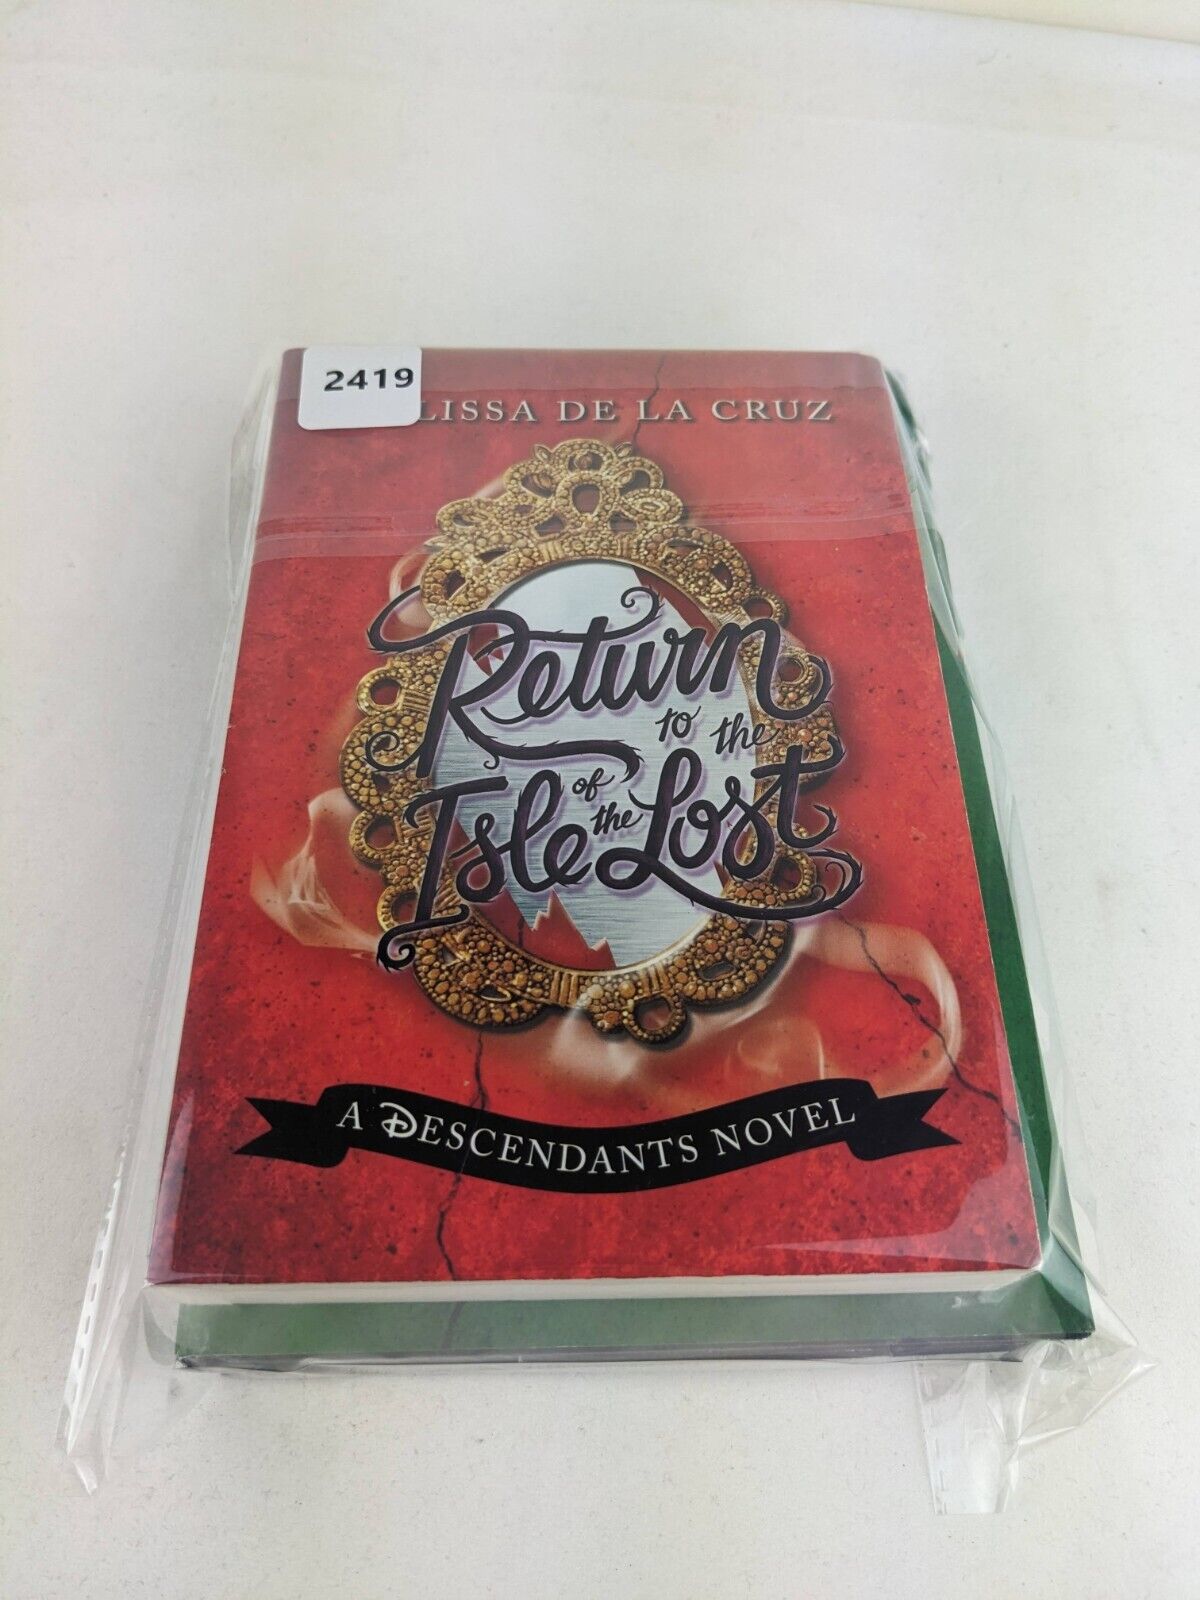 2419
LISSA DE LA CRUZ
Return
to the
Isle of the Lost
A DESCENDANTS NOVEL